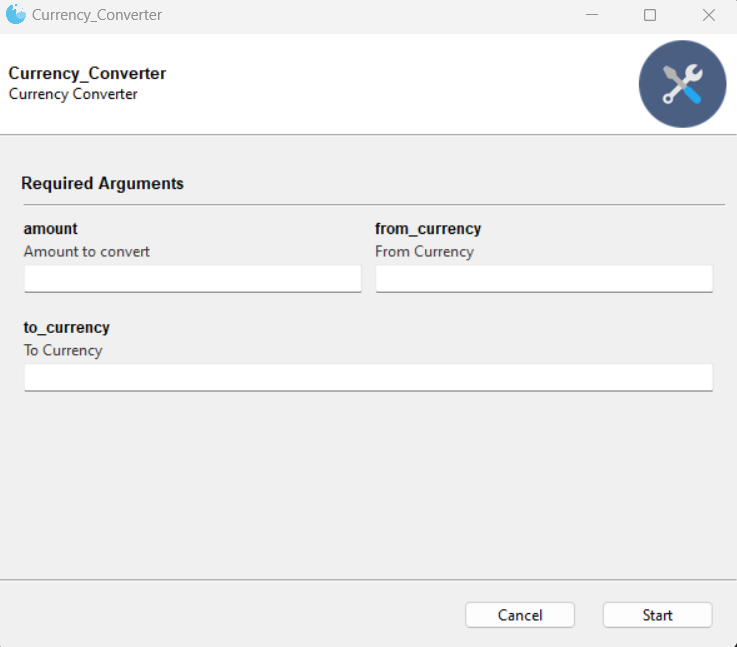 Currency_Converter
Currency_Converter
Currency Converter
Required Arguments
amount from_currency
Amount to convert From Currency
to_currency
To Currency
Cancel Start